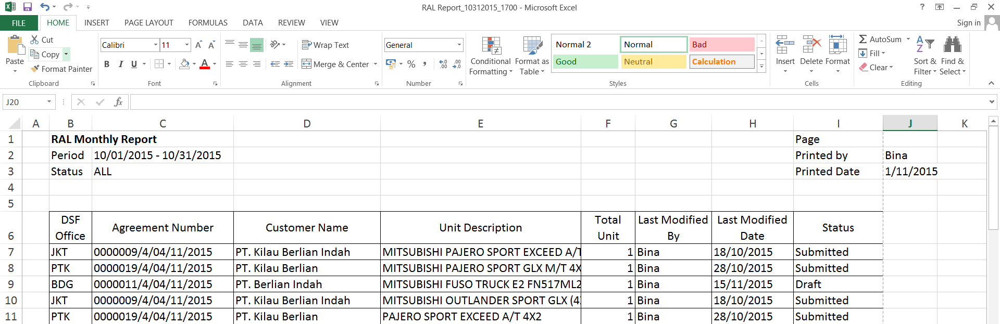 RAL Report_10312015_1700 - Microsoft Excel
?
FILE HOME INSERT PAGE LAYOUT FORMULAS DATA REVIEW VIEW Sign in
Paste Cut
Copy
Format Painter
Clipboard
Calibri 11 A A
B I U A
Font
Wrap Text
Merge & Center
Alignment
General
% ,
Number
Conditional Formatting
Format as Table
Normal 2 Normal Bad
Good Neutral Calculation
Styles
Insert Delete Format
Cells
AutoSum
Fill
Clear
Sort & Filter
Find & Select
Editing
J20 fx
A B C D E F G H I J K
1 RAL Monthly Report Page
2 Period 10/01/2015 - 10/31/2015 Printed by Bina
3 Status ALL Printed Date 1/11/2015
4
5
6 DSF Office Agreement Number Customer Name Unit Description Total Unit Last Modified By Last Modified Date Status
7 JKT 0000009/4/04/11/2015 PT. Kilau Berlian Indah MITSUBISHI PAJERO SPORT EXCEED A/T 1 Bina 18/10/2015 Submitted
8 PTK 0000019/4/04/11/2015 PT. Kilau Berlian MITSUBISHI PAJERO SPORT GLX M/T 4X 1 Bina 28/10/2015 Submitted
9 BDG 0000011/4/04/11/2015 PT. Berlian Indah MITSUBISHI FUSO TRUCK E2 FN517ML2 1 Bina 15/11/2015 Draft
10 JKT 0000009/4/04/11/2015 PT. Kilau Berlian Indah MITSUBISHI OUTLANDER SPORT GLX (4 1 Bina 18/10/2015 Submitted
11 PTK 0000019/4/04/11/2015 PT. Kilau Berlian PAJERO SPORT EXCEED A/T 4X2 1 Bina 28/10/2015 Submitted